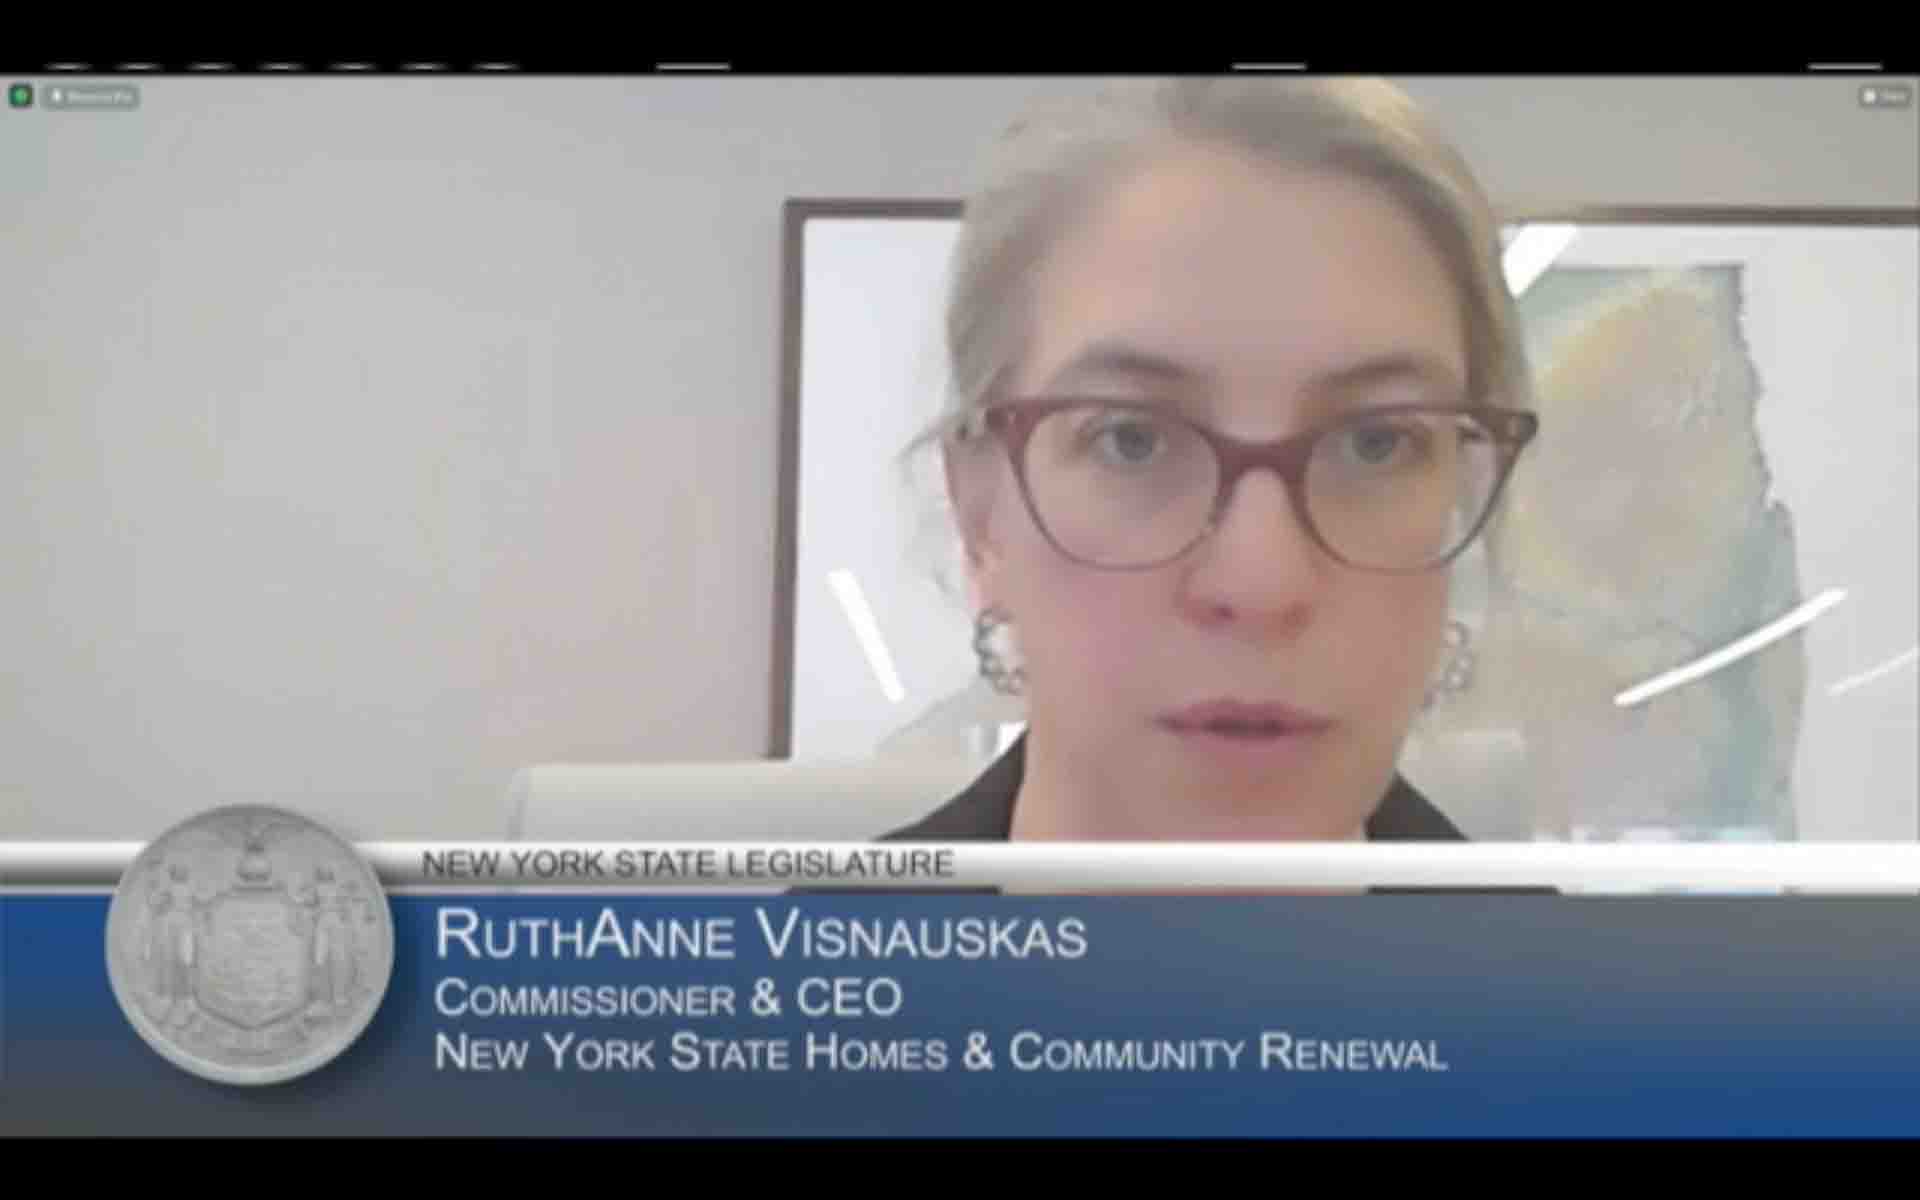 NEW YORK STATE LEGISLATURE
RUTHANNE VISNAUSKAS
COMMISSIONER & CEO
NEW YORK STATE HOMES & COMMUNITY RENEWAL